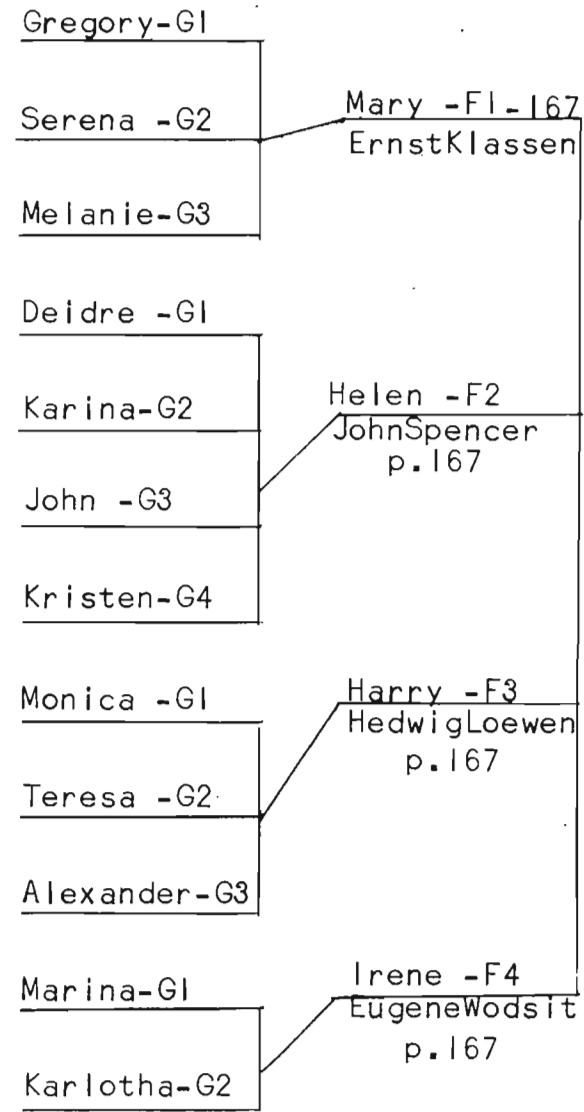 Gregory-G1
Serena -G2
Melanie-G3
Mary -F1-167
ErnstKlassen
Deidre -G1
Karina-G2
John -G3
Kristen-G4
Helen -F2
JohnSpencer
p.167
Monica -G1
Teresa -G2
Alexander-G3
Harry -F3
HedwigLoewen
p.167
Marina-G1
Karlotha-G2
Irene -F4
EugeneWodsit
p.167